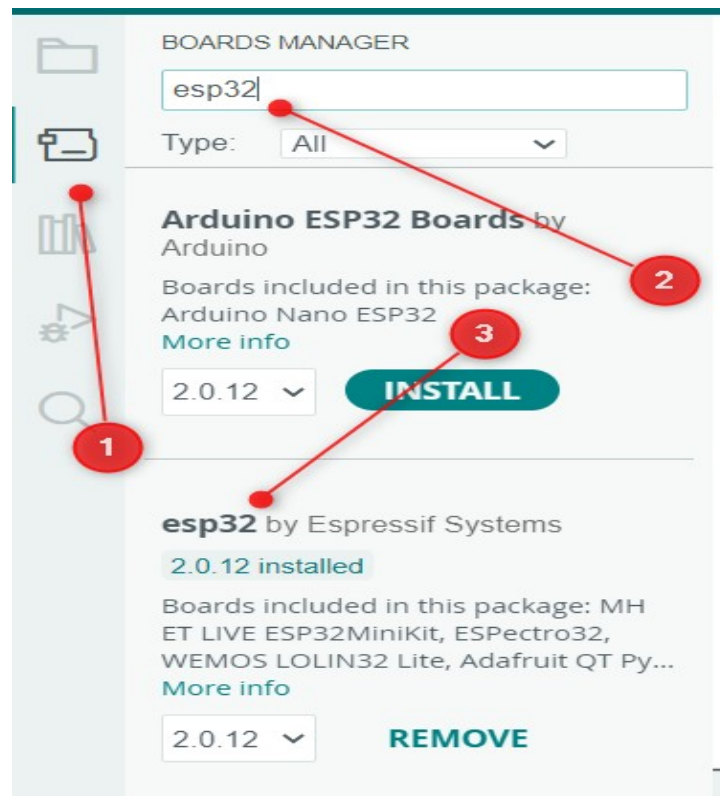 BOARDS MANAGER
esp32
Type: All
Arduino ESP32 Boards by
Arduino
Boards included in this package:
Arduino Nano ESP32
More info
2.0.12 INSTALL
esp32 by Espressif Systems
2.0.12 installed
Boards included in this package: MH
ET LIVE ESP32MiniKit, ESPectro32,
WEMOS LOLIN32 Lite, Adafruit QT Py...
More info
2.0.12 REMOVE
1
2
3